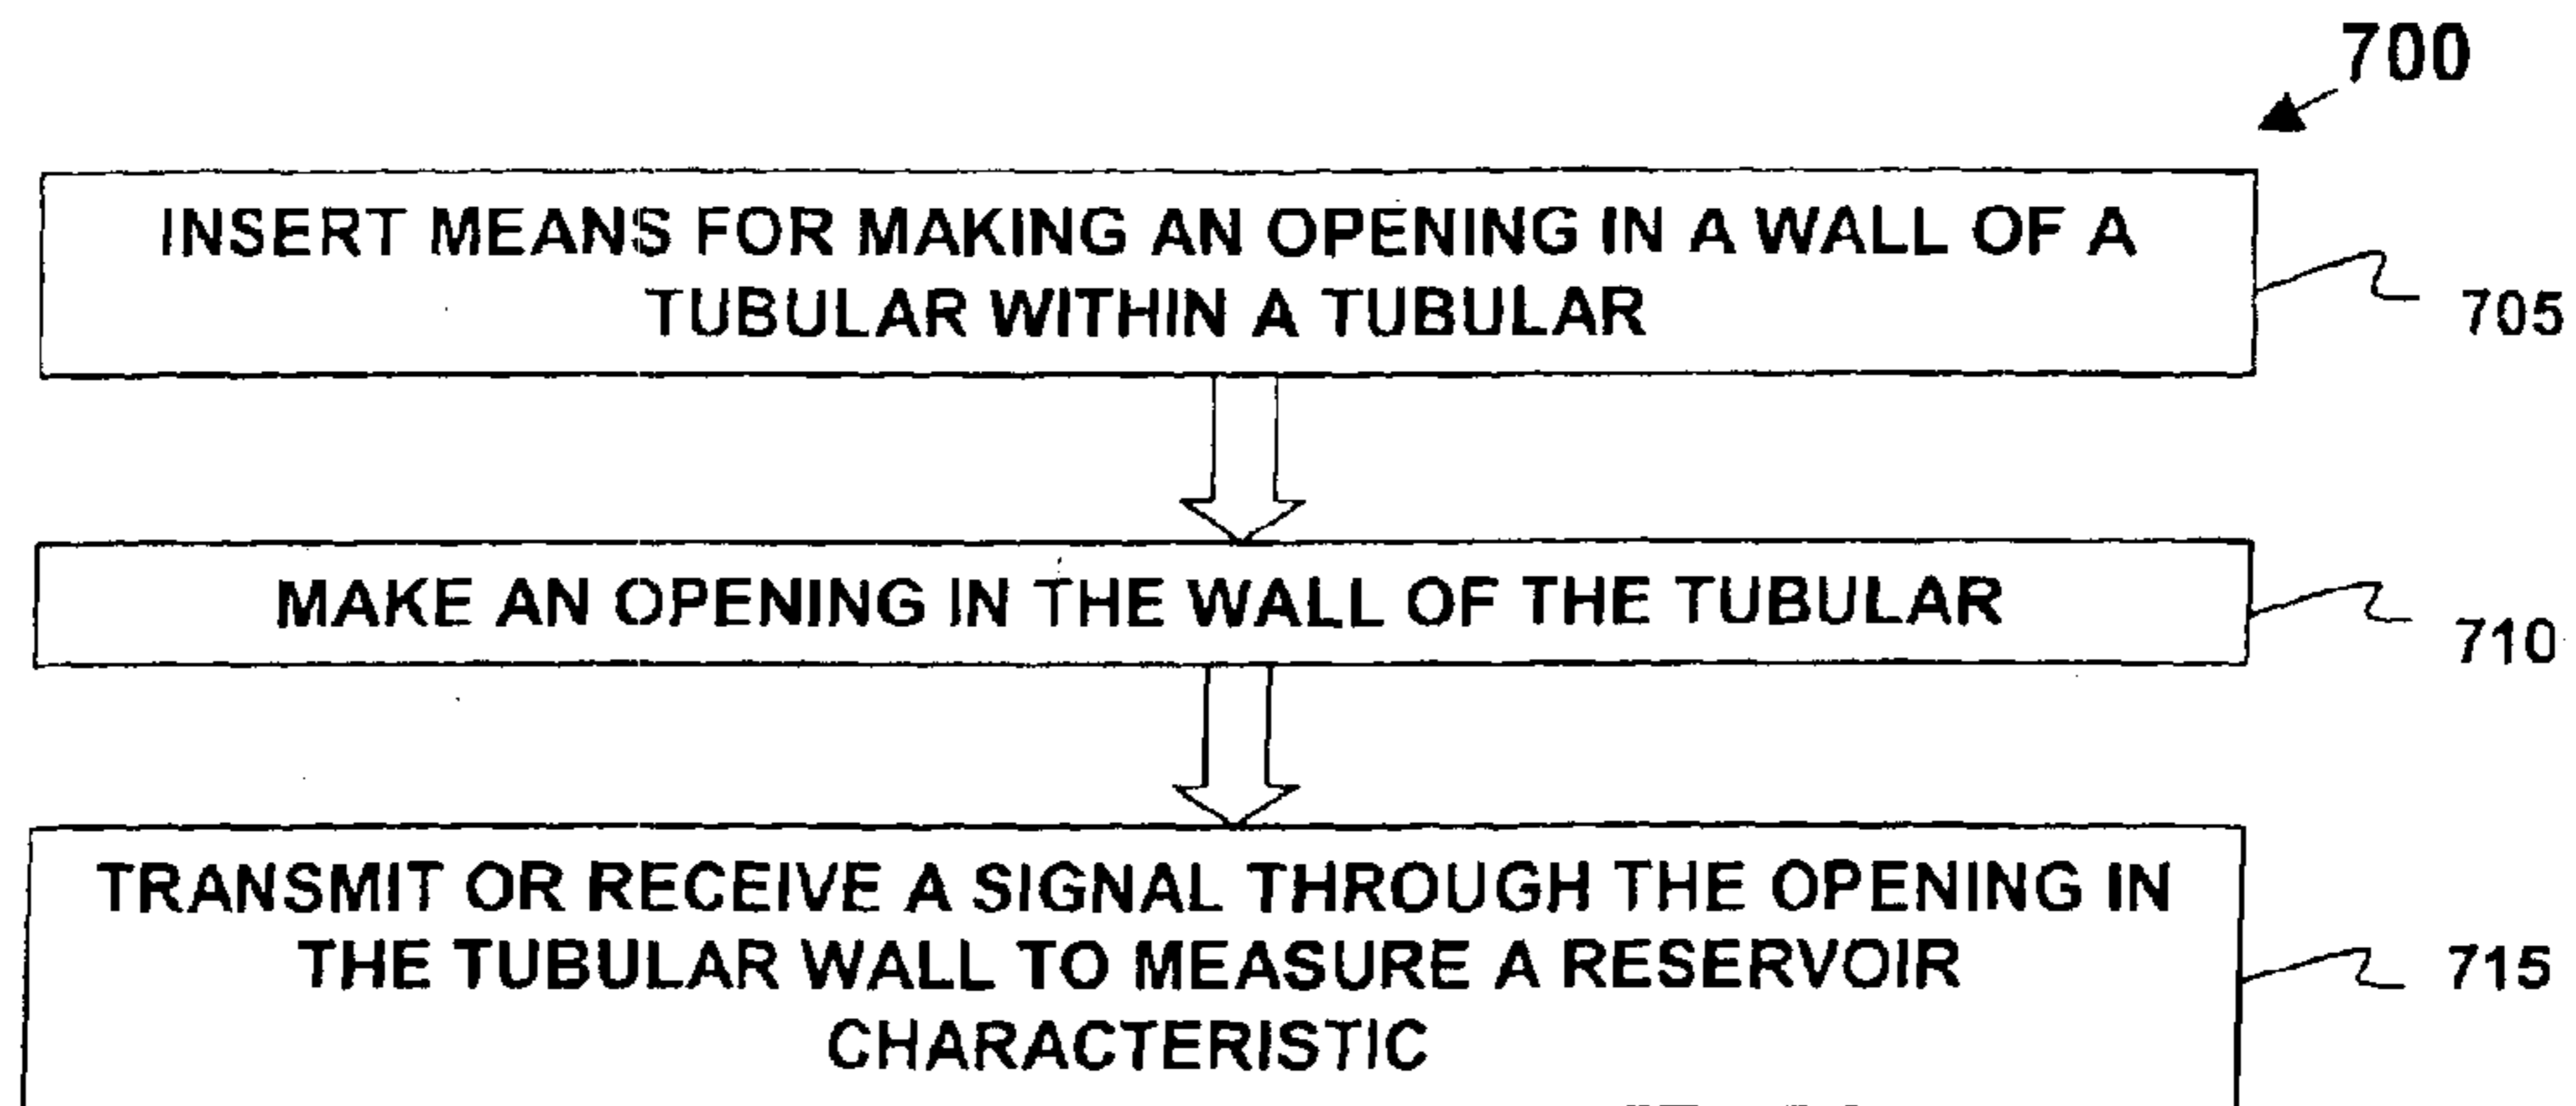 700
INSERT MEANS FOR MAKING AN OPENING IN A WALL OF A
TUBULAR WITHIN A TUBULAR
705
MAKE AN OPENING IN THE WALL OF THE TUBULAR
710
TRANSMIT OR RECEIVE A SIGNAL THROUGH THE OPENING IN
THE TUBULAR WALL TO MEASURE A RESERVOIR
CHARACTERISTIC
715